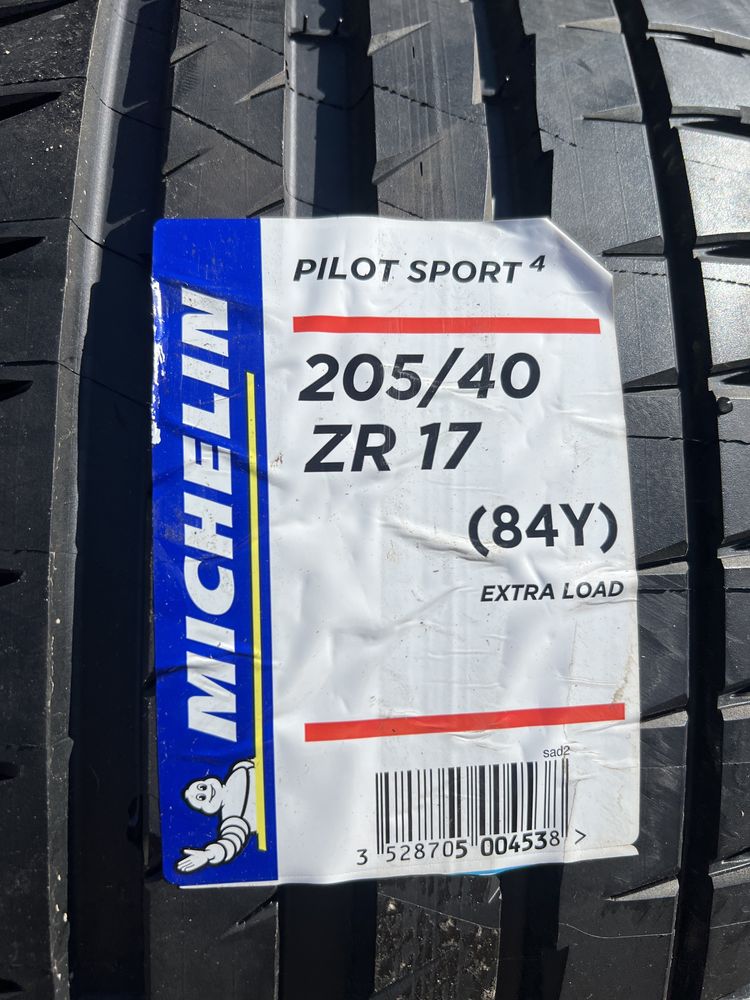 MICHELIN
PILOT SPORT 4
205/40
ZR 17
(84Y)
EXTRA LOAD
sad2
3 528705 004538 >